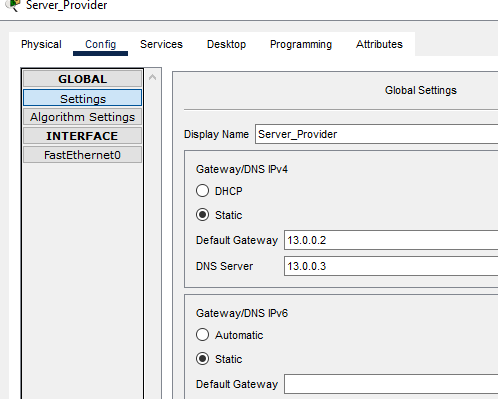 Server_Provider
Physical Config Services Desktop Programming Attributes
GLOBAL
Settings
Algorithm Settings
INTERFACE
FastEthernet0
Global Settings
Display Name Server_Provider
Gateway/DNS IPv4
DHCP
Static
Default Gateway 13.0.0.2
DNS Server 13.0.0.3
Gateway/DNS IPv6
Automatic
Static
Default Gateway